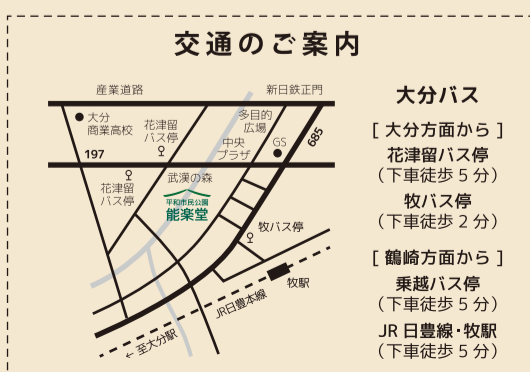 交通のご案内
産業道路
新日鉄正門
大分
商業高校
花津留
バス停
多目的
広場
中央
プラザ
GS
685
197
花津留
バス停
武漢の森
平和市民公園
能楽堂
牧バス停
牧駅
JR日豊本線
← 至大分駅
大分バス
[ 大分方面から ]
花津留バス停
（下車徒歩 5 分）
牧バス停
（下車徒歩 2 分）
[ 鶴崎方面から ]
乗越バス停
（下車徒歩 5 分）
JR 日豊線・牧駅
（下車徒歩 5 分）